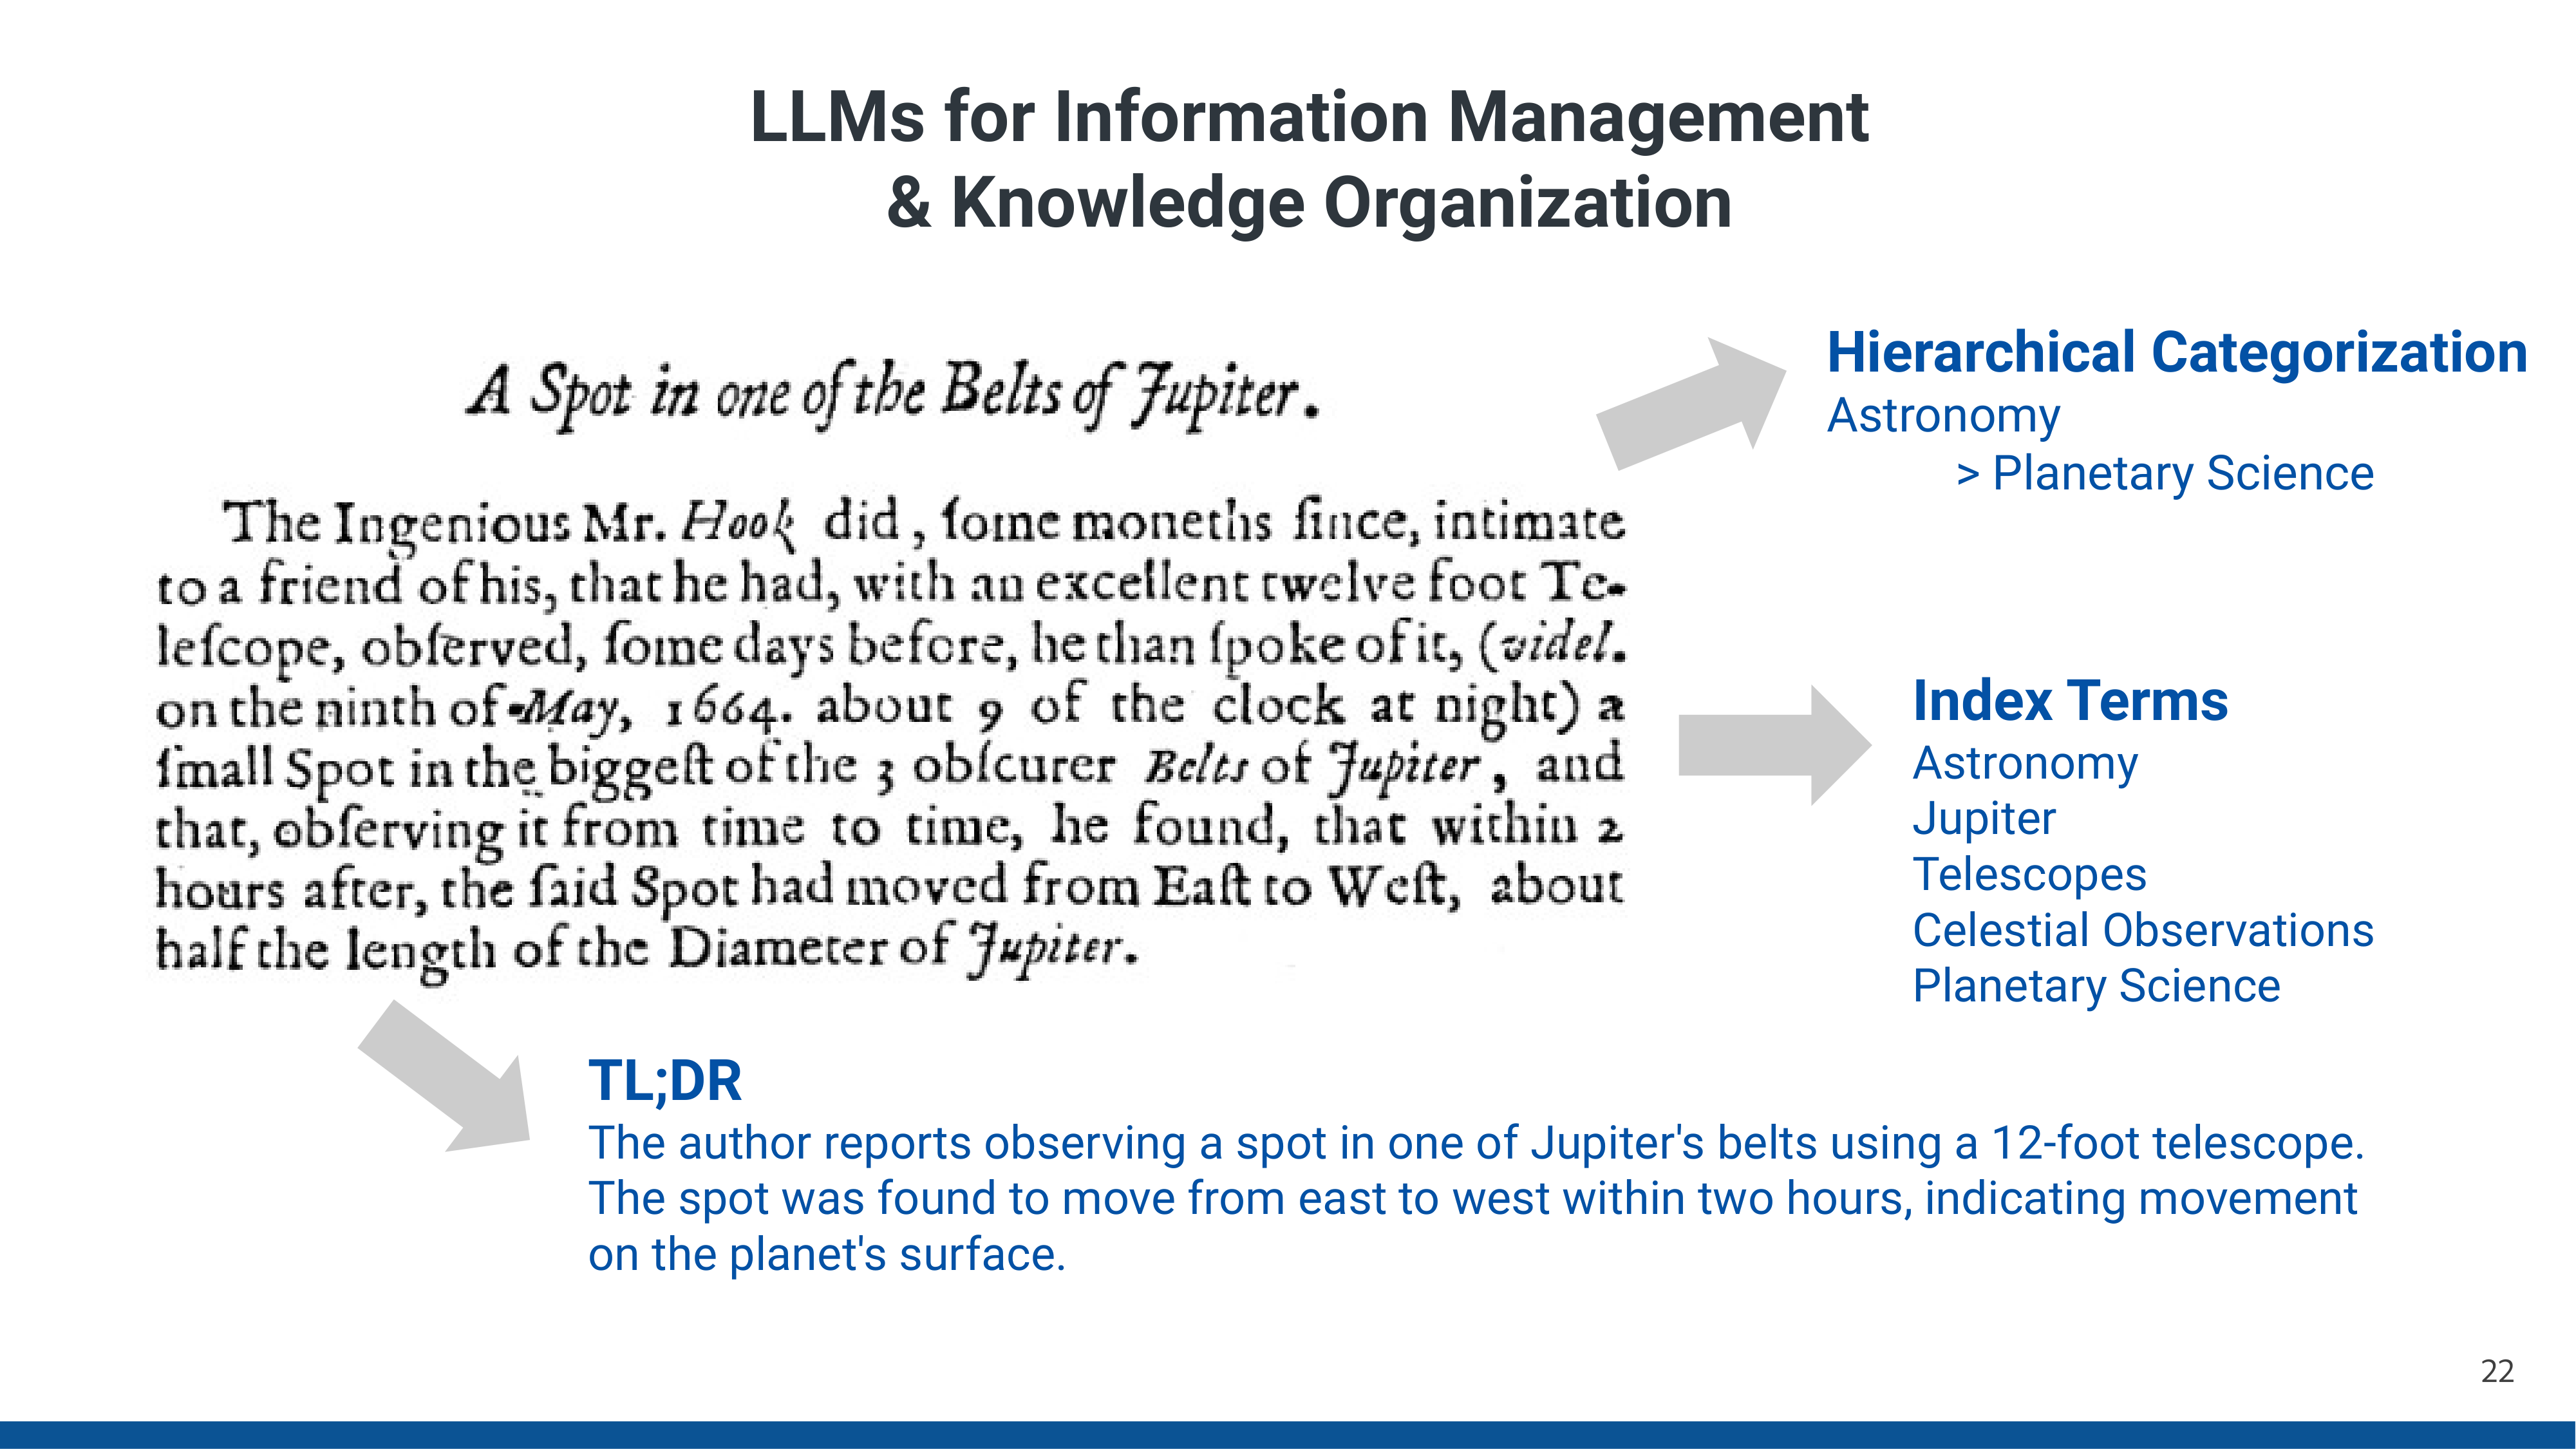 LLMs for Information Management
& Knowledge Organization
A Spot in one of the Belts of Jupiter.
The Ingenious Mr. Hook did, ſome moneths ſince, intimate
to a friend of his, that he had, with an excellent twelve foot Te-
leſcope, obſerved, ſome days before, he than ſpoke of it, (videl.
on the ninth of May, 1664. about 9 of the clock at night) a
ſmall Spot in the biggeſt of the 3 obſcurer Belts of Jupiter, and
that, obſerving it from time to time, he found, that within 2
hours after, the ſaid Spot had moved from Eaſt to Weſt, about
half the length of the Diameter of Jupiter.
Hierarchical Categorization
Astronomy
> Planetary Science
Index Terms
Astronomy
Jupiter
Telescopes
Celestial Observations
Planetary Science
TL;DR
The author reports observing a spot in one of Jupiter's belts using a 12-foot telescope.
The spot was found to move from east to west within two hours, indicating movement
on the planet's surface.
22